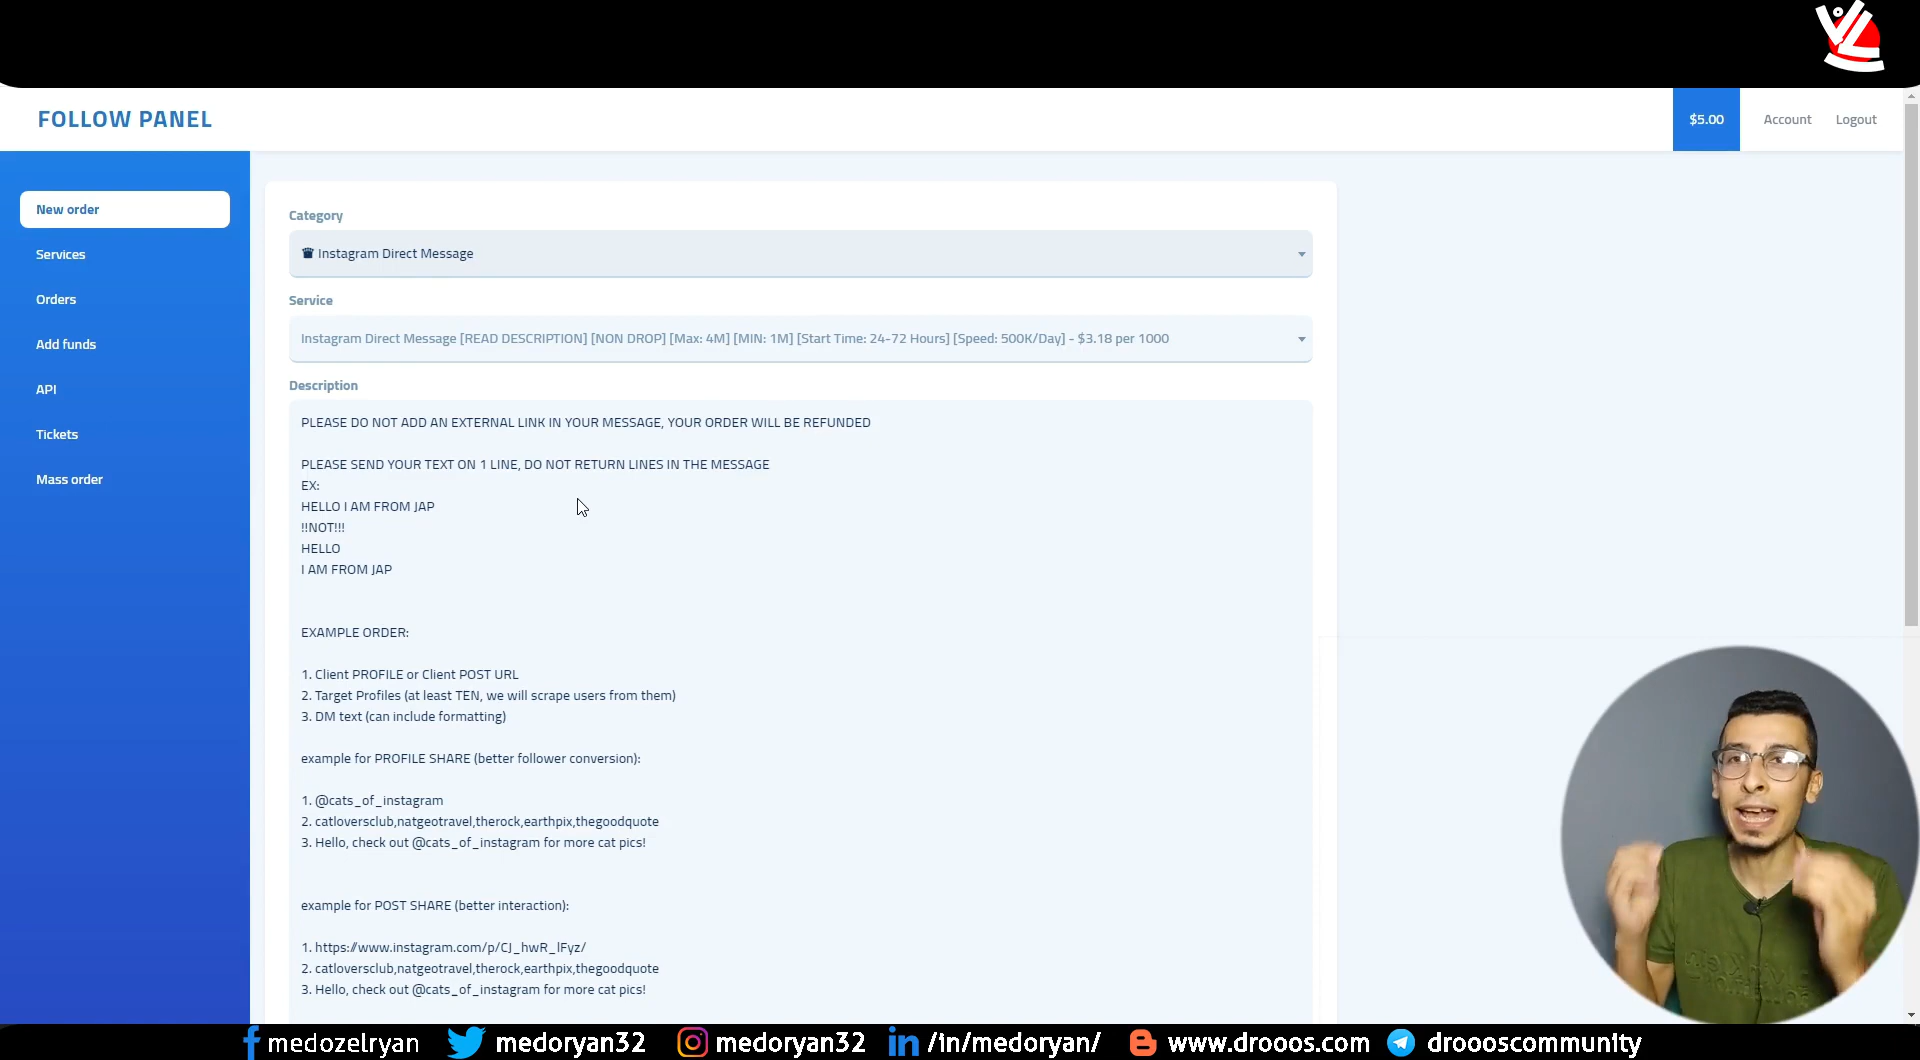 FOLLOW PANEL
$5.00
Account
Logout
New order
Services
Orders
Add funds
API
Tickets
Mass order
Category
Instagram Direct Message
Service
Instagram Direct Message [READ DESCRIPTION] [NON DROP] [Max: 4M] [MIN: 1M] [Start Time: 24-72 Hours] [Speed: 500K/Day] - $3.18 per 1000
Description
PLEASE DO NOT ADD AN EXTERNAL LINK IN YOUR MESSAGE, YOUR ORDER WILL BE REFUNDED
PLEASE SEND YOUR TEXT ON 1 LINE, DO NOT RETURN LINES IN THE MESSAGE
EX:
HELLO I AM FROM JAP
!!NOT!!!
HELLO
I AM FROM JAP
EXAMPLE ORDER:
1. Client PROFILE or Client POST URL
2. Target Profiles (at least TEN, we will scrape users from them)
3. DM text (can include formatting)
example for PROFILE SHARE (better follower conversion):
1. @cats_of_instagram
2. catloversclub,natgeotravel,therock,earthpix,thegoodquote
3. Hello, check out @cats_of_instagram for more cat pics!
example for POST SHARE (better interaction):
1. https://www.instagram.com/p/CJ_hwR_lFyz/
2. catloversclub,natgeotravel,therock,earthpix,thegoodquote
3. Hello, check out @cats_of_instagram for more cat pics!
medozelryan
medoryan32
medoryan32
/in/medoryan/
www.drooos.com
droooscommunity